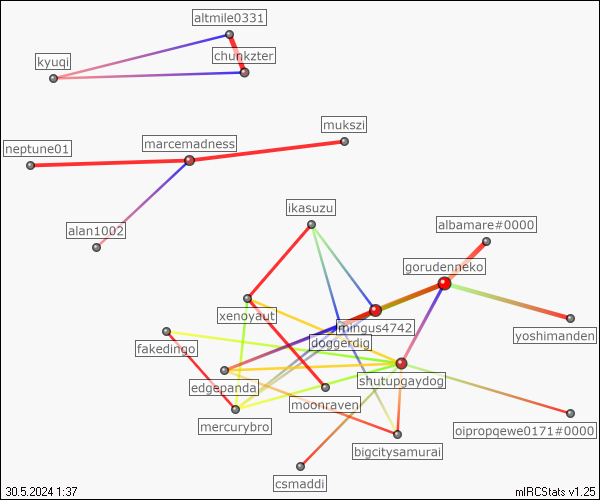 altmile0331
chunkzter
kyuqi
mukszi
marcemadness
neptune01
alan1002
ikasuzu
albamare#0000
gorudenneko
xenoyaut
mingus4742
yoshimanden
doggerdig
fakedingo
shutupgaydog
edgepanda
moonraven
mercurybro
oipropqewe0171#0000
bigcitysamurai
csmaddi
30.5.2024 1:37
mIRCStats v1.25